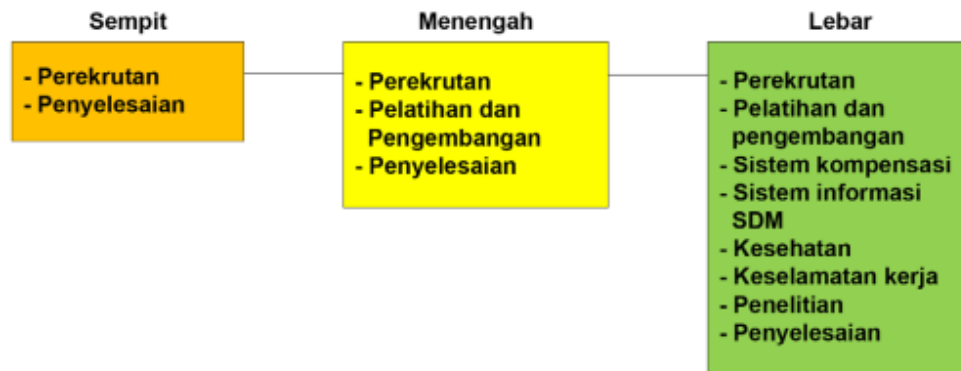 Sempit
- Perekrutan
- Penyelesaian
Menengah
- Perekrutan
- Pelatihan dan
Pengembangan
- Penyelesaian
Lebar
- Perekrutan
- Pelatihan dan
pengembangan
- Sistem kompensasi
- Sistem informasi
SDM
- Kesehatan
- Keselamatan kerja
- Penelitian
- Penyelesaian